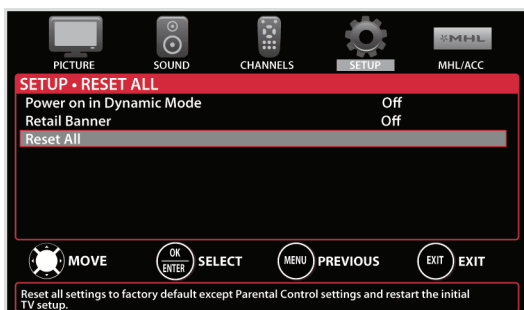 PICTURE SOUND CHANNELS SETUP MHL MHL/ACC
SETUP • RESET ALL
Power on in Dynamic Mode Off
Retail Banner Off
Reset All
MOVE OK ENTER SELECT MENU PREVIOUS EXIT EXIT
Reset all settings to factory default except Parental Control settings and restart the initial
TV setup.